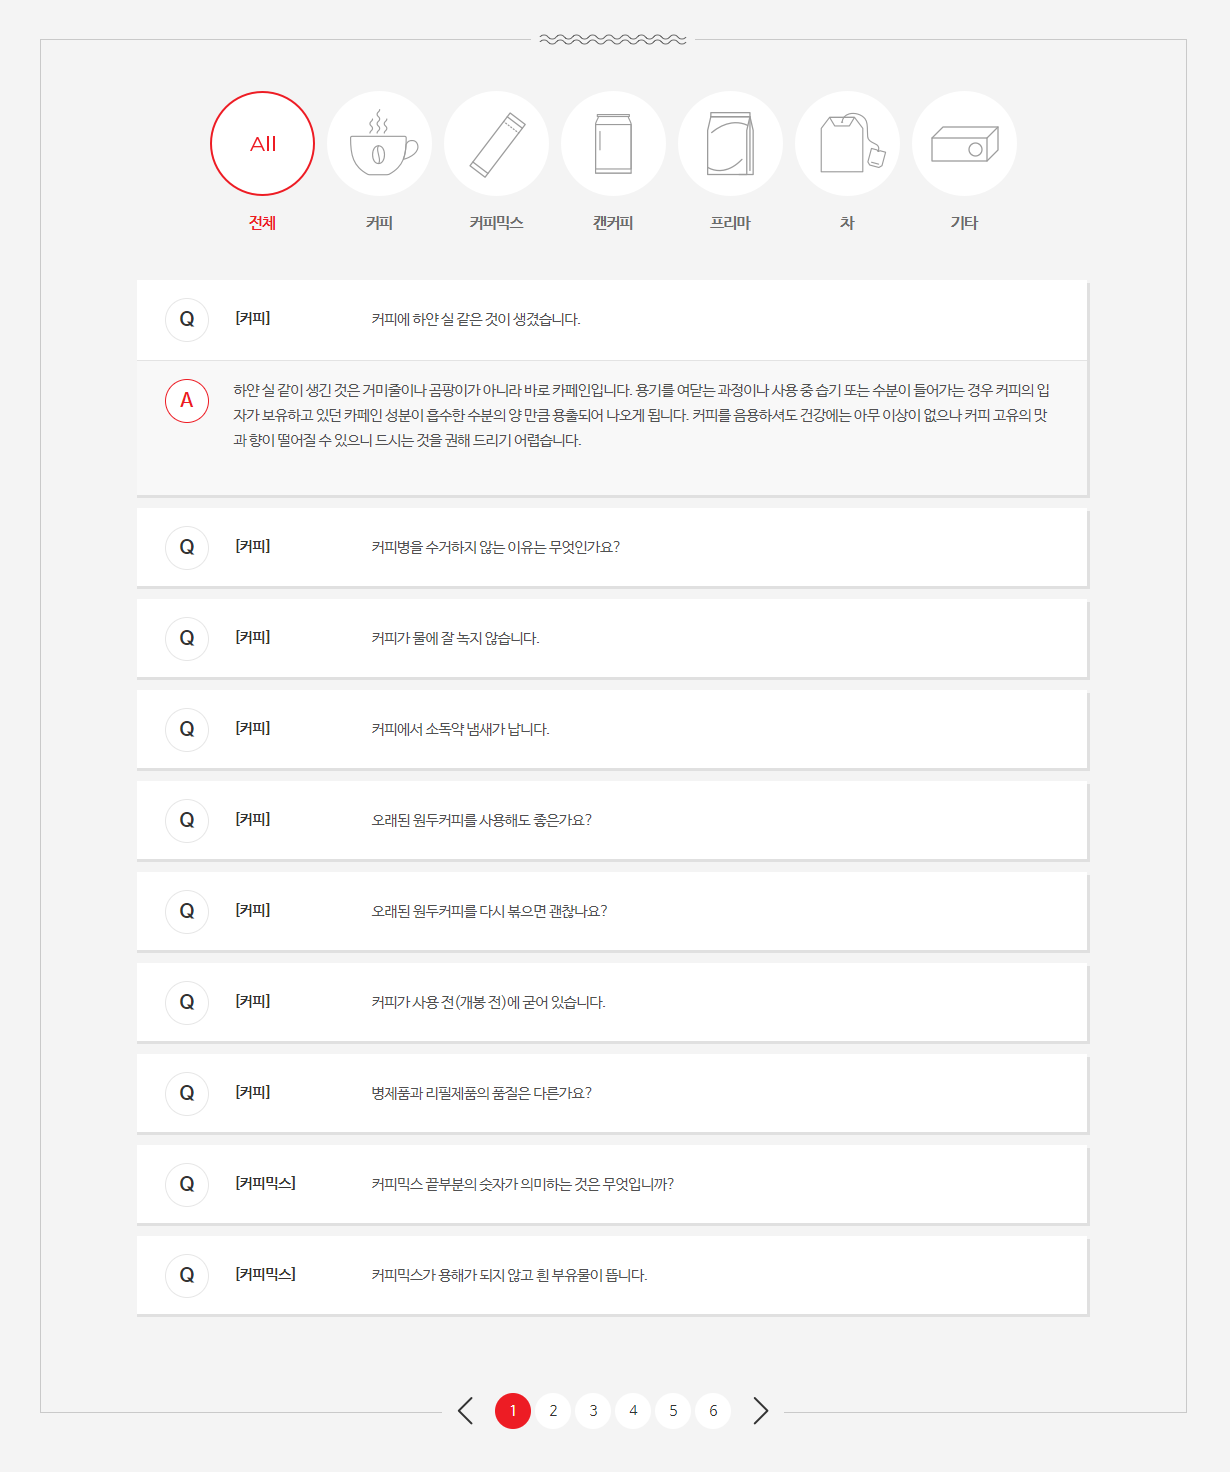 All
전체 커피 커피믹스 캔커피 프리마 차 기타
Q [커피] 커피에 하얀 실 같은 것이 생겼습니다.
A 하얀 실 같이 생긴 것은 거미줄이나 곰팡이가 아니라 바로 카페인입니다. 용기를 여닫는 과정이나 사용 중 습기 또는 수분이 들어가는 경우 커피의 입
자가 보유하고 있던 카페인 성분이 흡수한 수분의 양 만큼 용출되어 나오게 됩니다. 커피를 음용하셔도 건강에는 아무 이상이 없으나 커피 고유의 맛
과 향이 떨어질 수 있으니 드시는 것을 권해 드리기 어렵습니다.
Q [커피] 커피병을 수거하지 않는 이유는 무엇인가요?
Q [커피] 커피가 물에 잘 녹지 않습니다.
Q [커피] 커피에서 소독약 냄새가 납니다.
Q [커피] 오래된 원두커피를 사용해도 좋은가요?
Q [커피] 오래된 원두커피를 다시 볶으면 괜찮나요?
Q [커피] 커피가 사용 전(개봉 전)에 굳어 있습니다.
Q [커피] 병제품과 리필제품의 품질은 다른가요?
Q [커피믹스] 커피믹스 끝부분의 숫자가 의미하는 것은 무엇입니까?
Q [커피믹스] 커피믹스가 용해가 되지 않고 흰 부유물이 뜹니다.
1 2 3 4 5 6